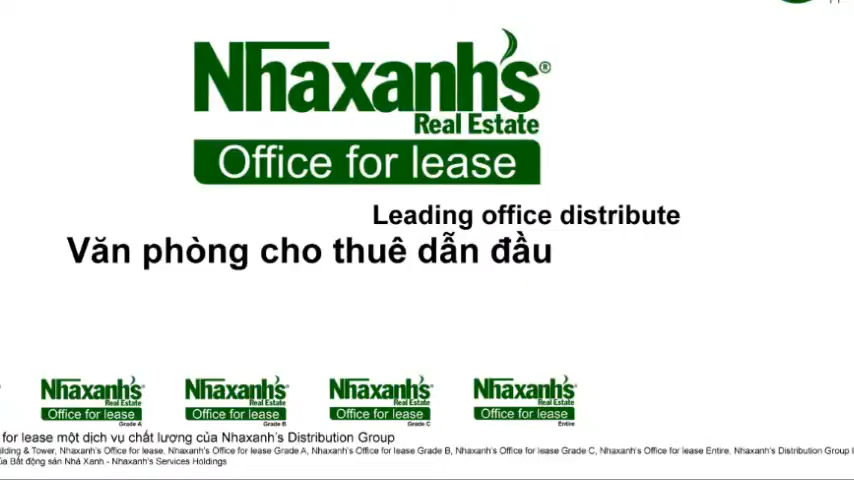 Nhaxanh's®
Real Estate
Office for lease
Leading office distribute
Văn phòng cho thuê dẫn đầu
Nhaxanh's Nhaxanh's Nhaxanh's Nhaxanh's
Real Estate Real Estate Real Estate Real Estate
Office for lease Office for lease Office for lease Office for lease
Grade A Grade B Grade C Entire
for lease một dịch vụ chất lượng của Nhaxanh's Distribution Group
& Tower, Nhaxanh's Office for lease, Nhaxanh's Office for lease Grade A, Nhaxanh's Office for lease Grade B, Nhaxanh's Office for lease Grade C, Nhaxanh's Office for lease Entire, Nhaxanh's Distribution Group
Bất động sản Nhà Xanh - Nhaxanh's Services Holdings